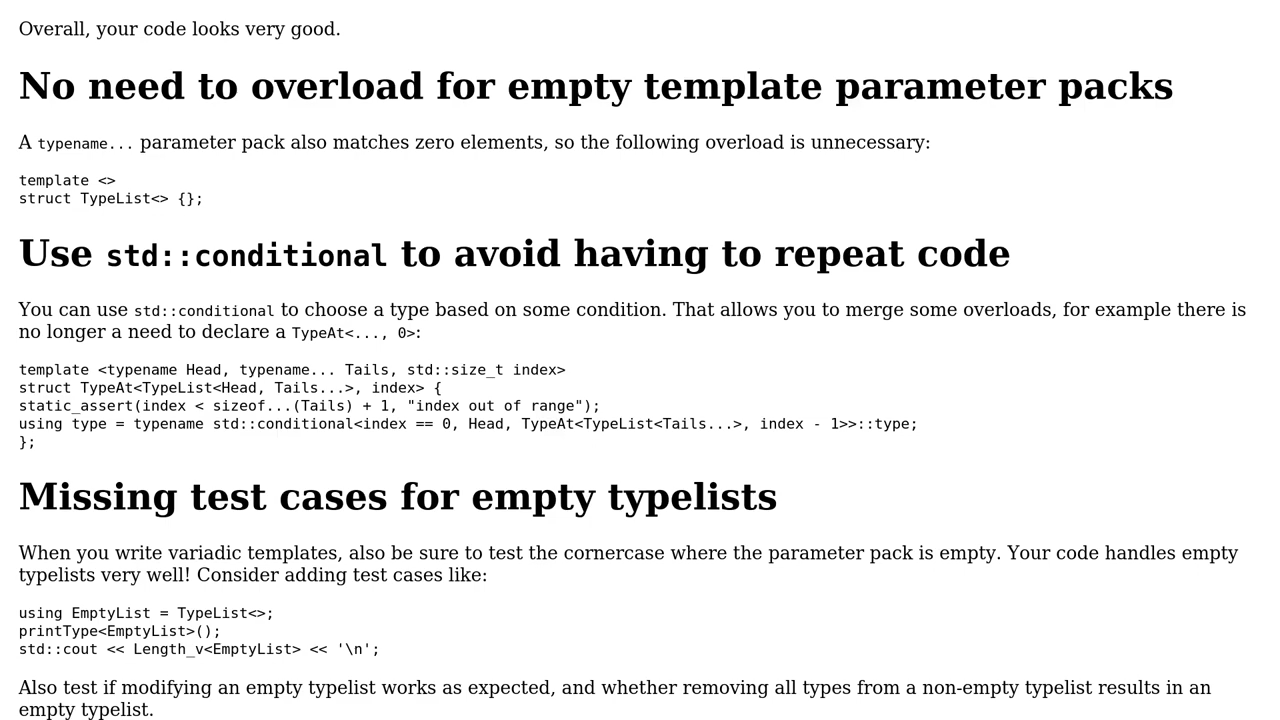 Overall, your code looks very good.
No need to overload for empty template parameter packs
A typename... parameter pack also matches zero elements, so the following overload is unnecessary:
template <>
struct TypeList<> {};
Use std::conditional to avoid having to repeat code
You can use std::conditional to choose a type based on some condition. That allows you to merge some overloads, for example there is
no longer a need to declare a TypeAt<..., 0>:
template <typename Head, typename... Tails, std::size_t index>
struct TypeAt<TypeList<Head, Tails...>, index> {
static_assert(index < sizeof...(Tails) + 1, "index out of range");
using type = typename std::conditional<index == 0, Head, TypeAt<TypeList<Tails...>, index - 1>>::type;
};
Missing test cases for empty typelists
When you write variadic templates, also be sure to test the cornercase where the parameter pack is empty. Your code handles empty
typelists very well! Consider adding test cases like:
using EmptyList = TypeList<>;
printType<EmptyList>();
std::cout << Length_v<EmptyList> << '\n';
Also test if modifying an empty typelist works as expected, and whether removing all types from a non-empty typelist results in an
empty typelist.